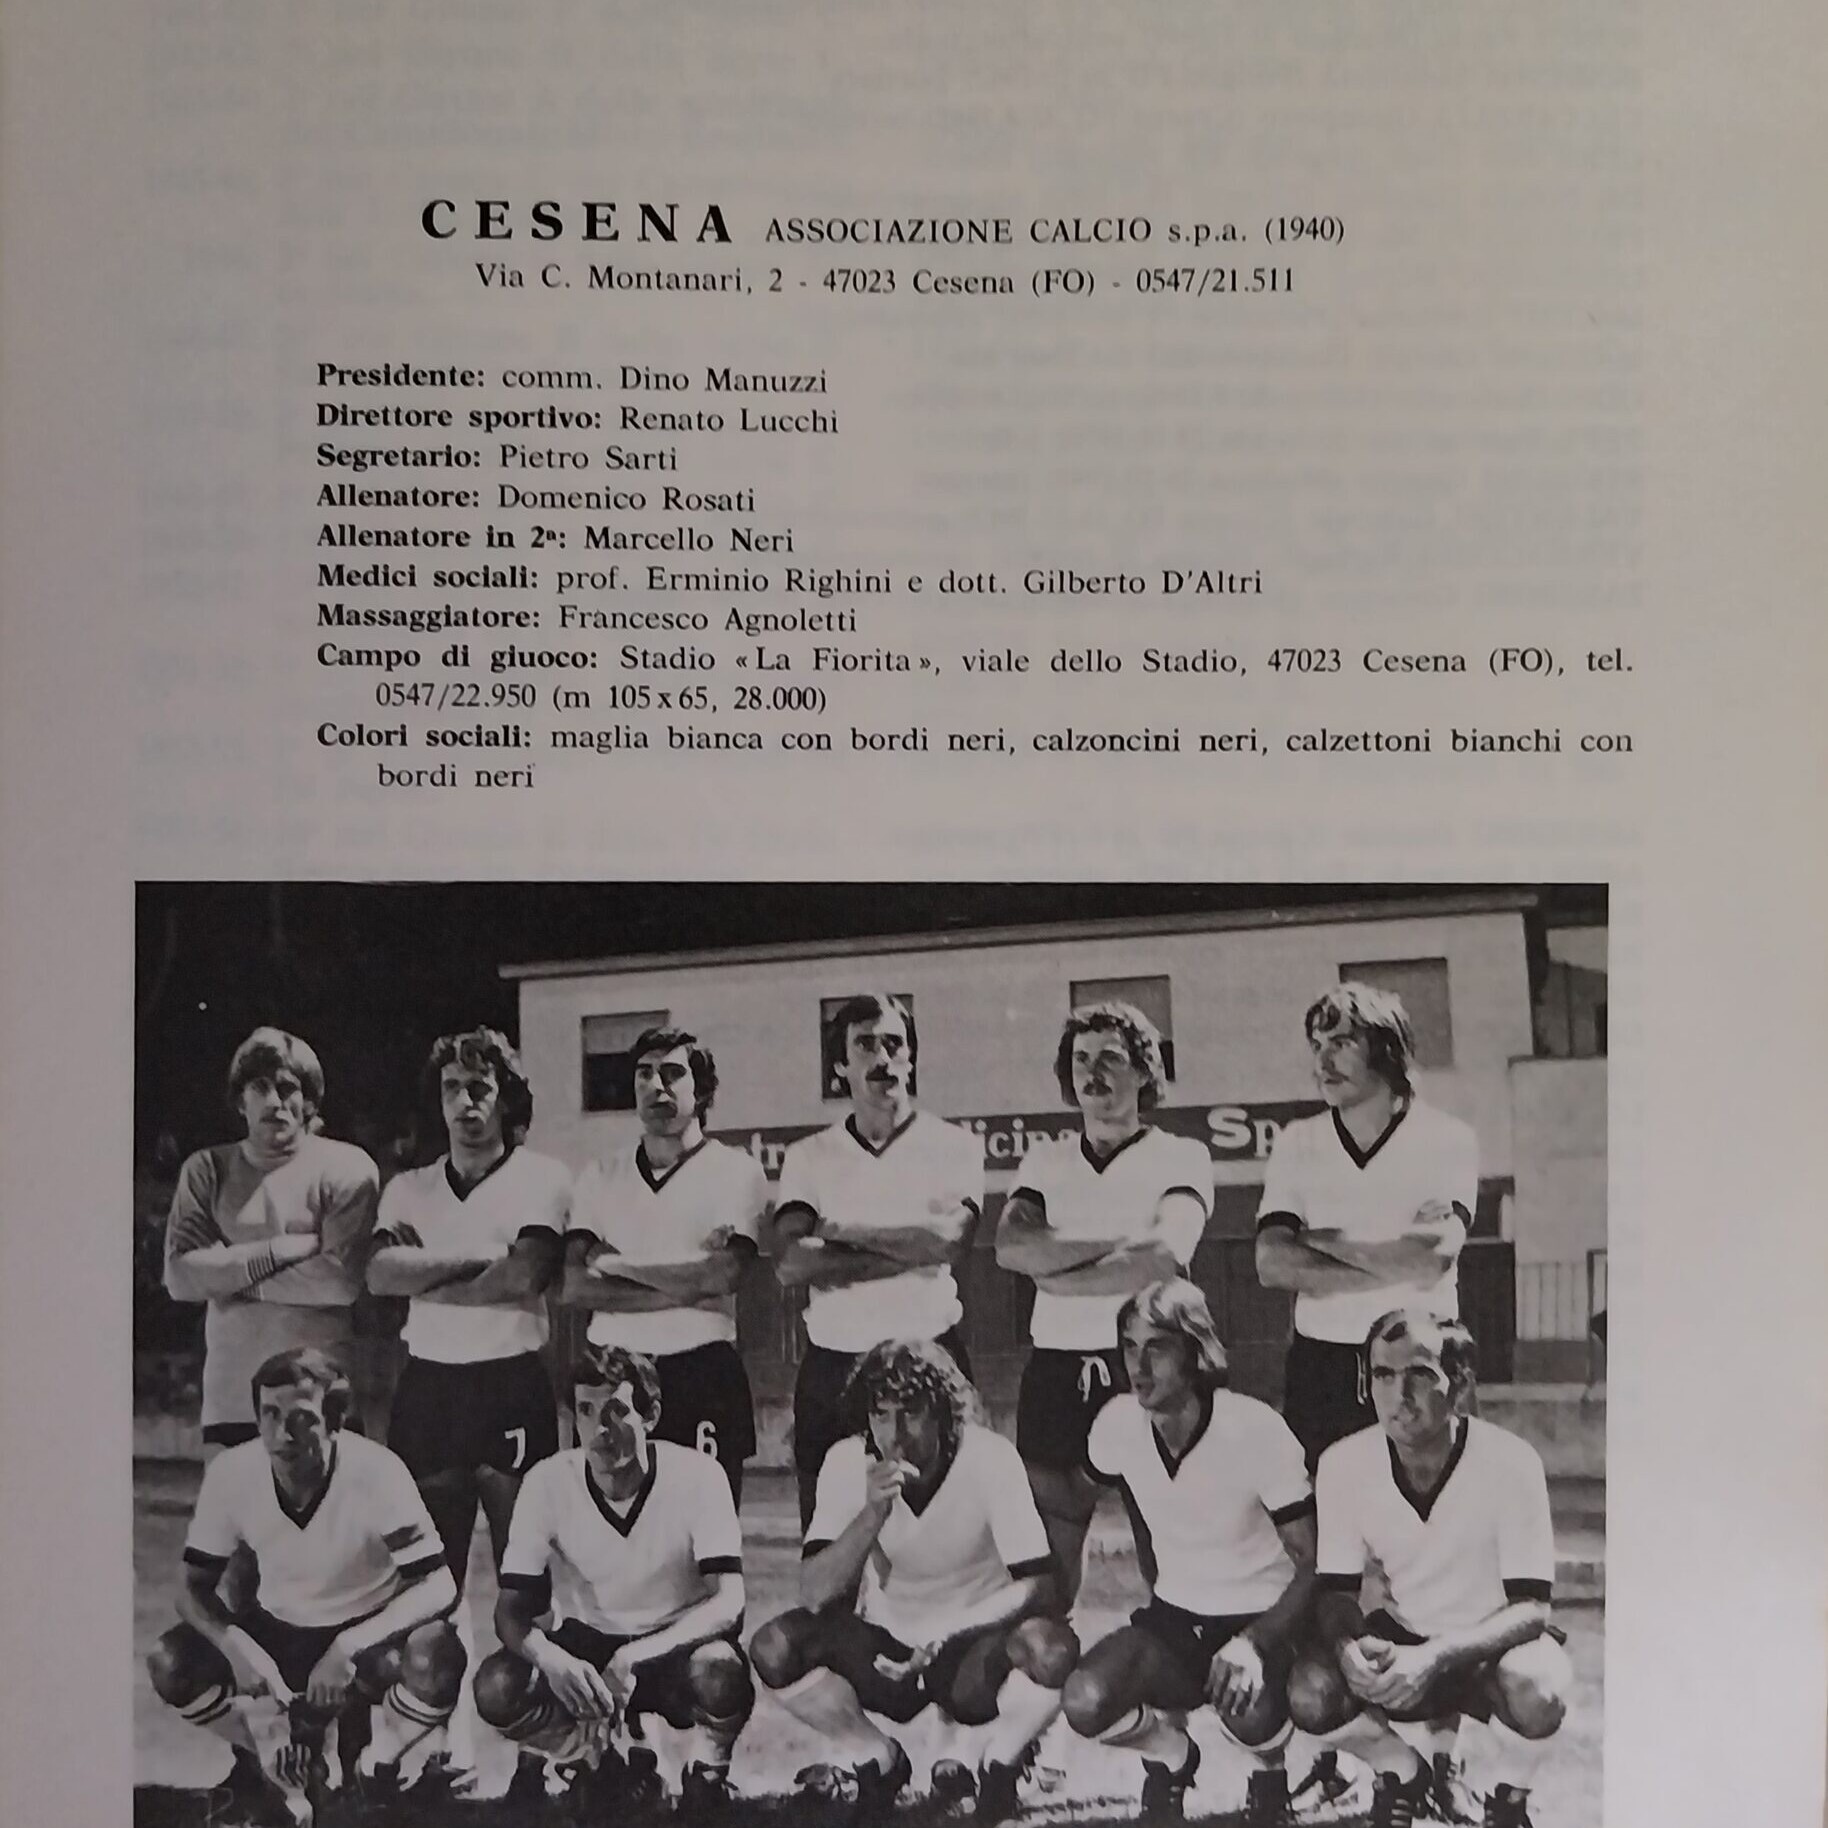 CESENA ASSOCIAZIONE CALCIO s.p.a. (1940)
Via C. Montanari, 2 - 47023 Cesena (FO) - 0547/21.511
Presidente: comm. Dino Manuzzi
Direttore sportivo: Renato Lucchi
Segretario: Pietro Sarti
Allenatore: Domenico Rosati
Allenatore in 2ª: Marcello Neri
Medici sociali: prof. Erminio Righini e dott. Gilberto D'Altri
Massaggiatore: Francesco Agnoletti
Campo di giuoco: Stadio «La Fiorita», viale dello Stadio, 47023 Cesena (FO), tel.
0547/22.950 (m 105x65, 28.000)
Colori sociali: maglia bianca con bordi neri, calzoncini neri, calzettoni bianchi con
bordi neri
7
6